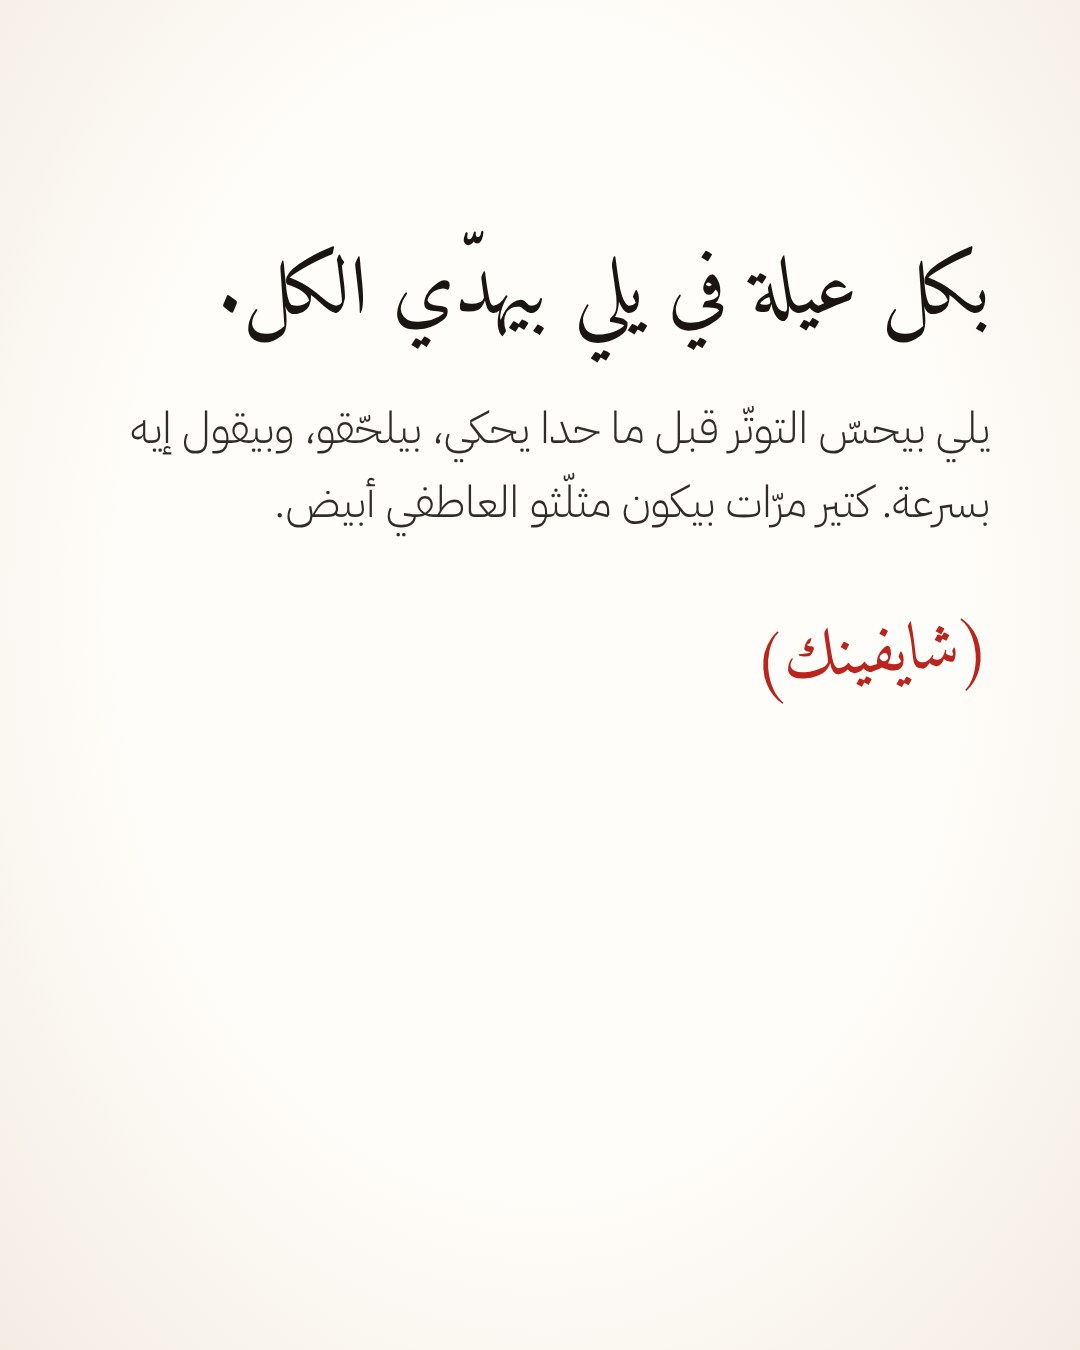 بكل عيلة في يلي بيهدّي الكل.
يلي بيحسّ التوتّر قبل ما حدا يحكي، بيلحّقو، وبيقول إيه
بسرعة. كتير مرّات بيكون مثلّثو العاطفي أبيض.
(شايفينك)